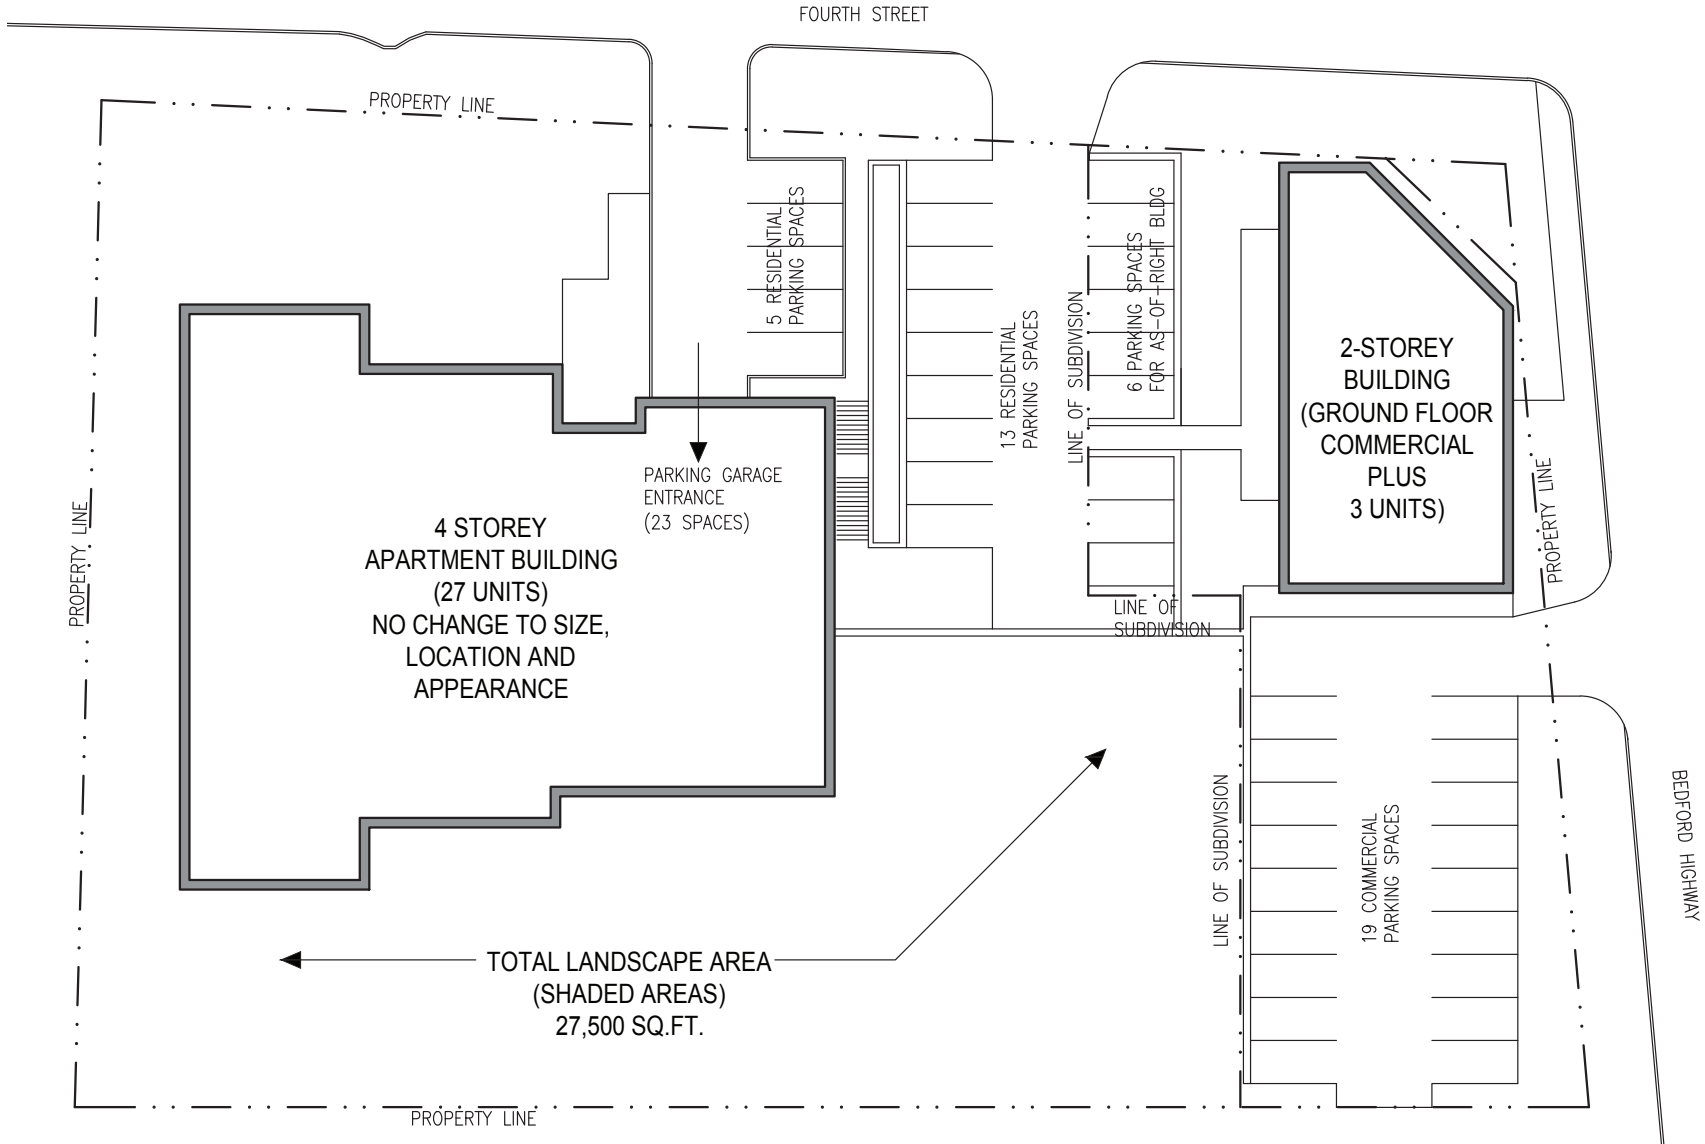 FOURTH STREET
PROPERTY LINE
5 RESIDENTIAL
PARKING SPACES
13 RESIDENTIAL
PARKING SPACES
LINE OF SUBDIVISION
6 PARKING SPACES
FOR AS-OF-RIGHT BLDG
2-STOREY
BUILDING
(GROUND FLOOR
COMMERCIAL
PLUS
3 UNITS)
PROPERTY LINE
PARKING GARAGE
ENTRANCE
(23 SPACES)
PROPERTY LINE
4 STOREY
APARTMENT BUILDING
(27 UNITS)
NO CHANGE TO SIZE,
LOCATION AND
APPEARANCE
LINE OF
SUBDIVISION
LINE OF SUBDIVISION
19 COMMERCIAL
PARKING SPACES
BEDFORD HIGHWAY
TOTAL LANDSCAPE AREA
(SHADED AREAS)
27,500 SQ.FT.
PROPERTY LINE